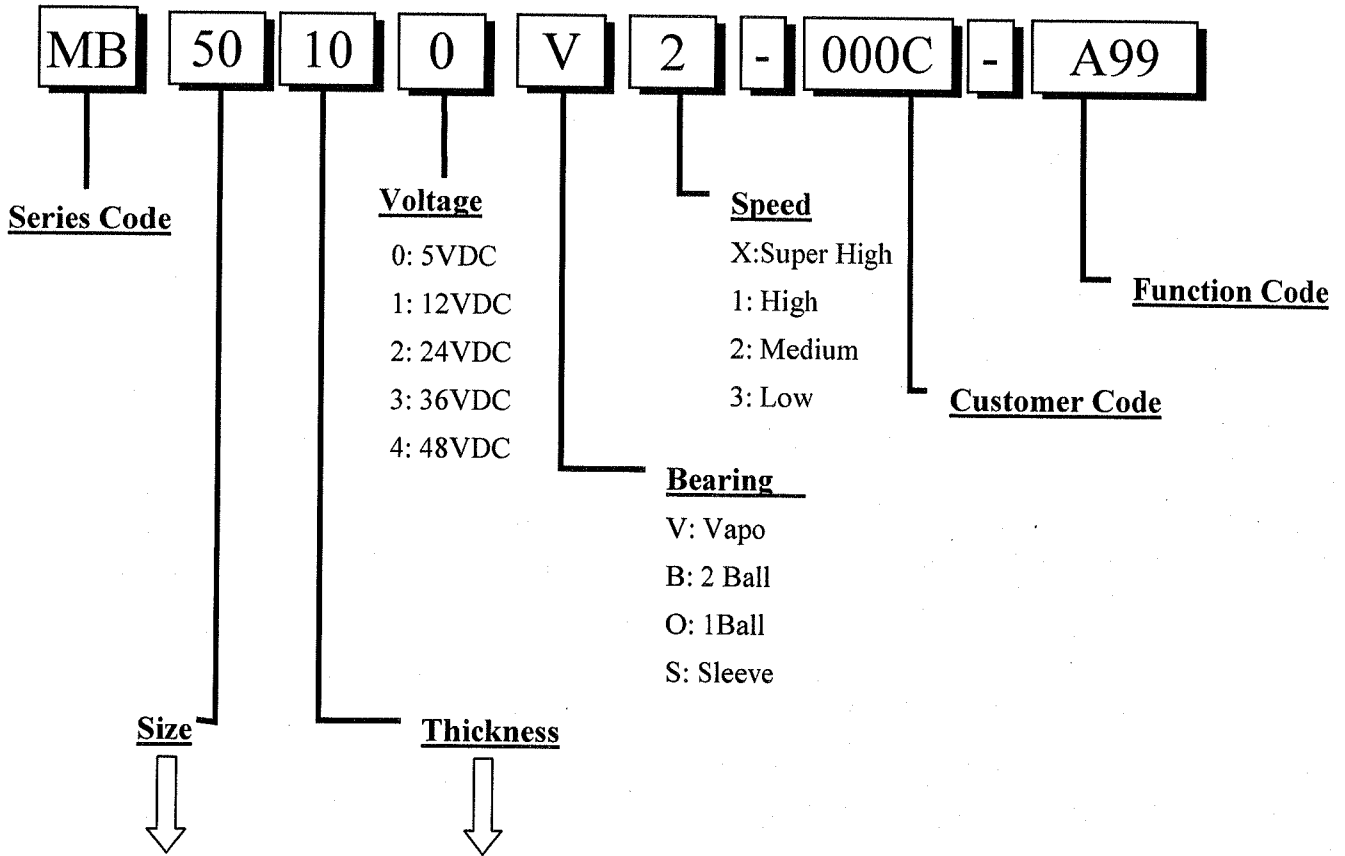 MB 50 10 0 V 2 - 000C - A99
Series Code
Voltage
0: 5VDC
1: 12VDC
2: 24VDC
3: 36VDC
4: 48VDC
Speed
X:Super High
1: High
2: Medium
3: Low
Function Code
Customer Code
Bearing
V: Vapo
B: 2 Ball
O: 1Ball
S: Sleeve
Size
Thickness